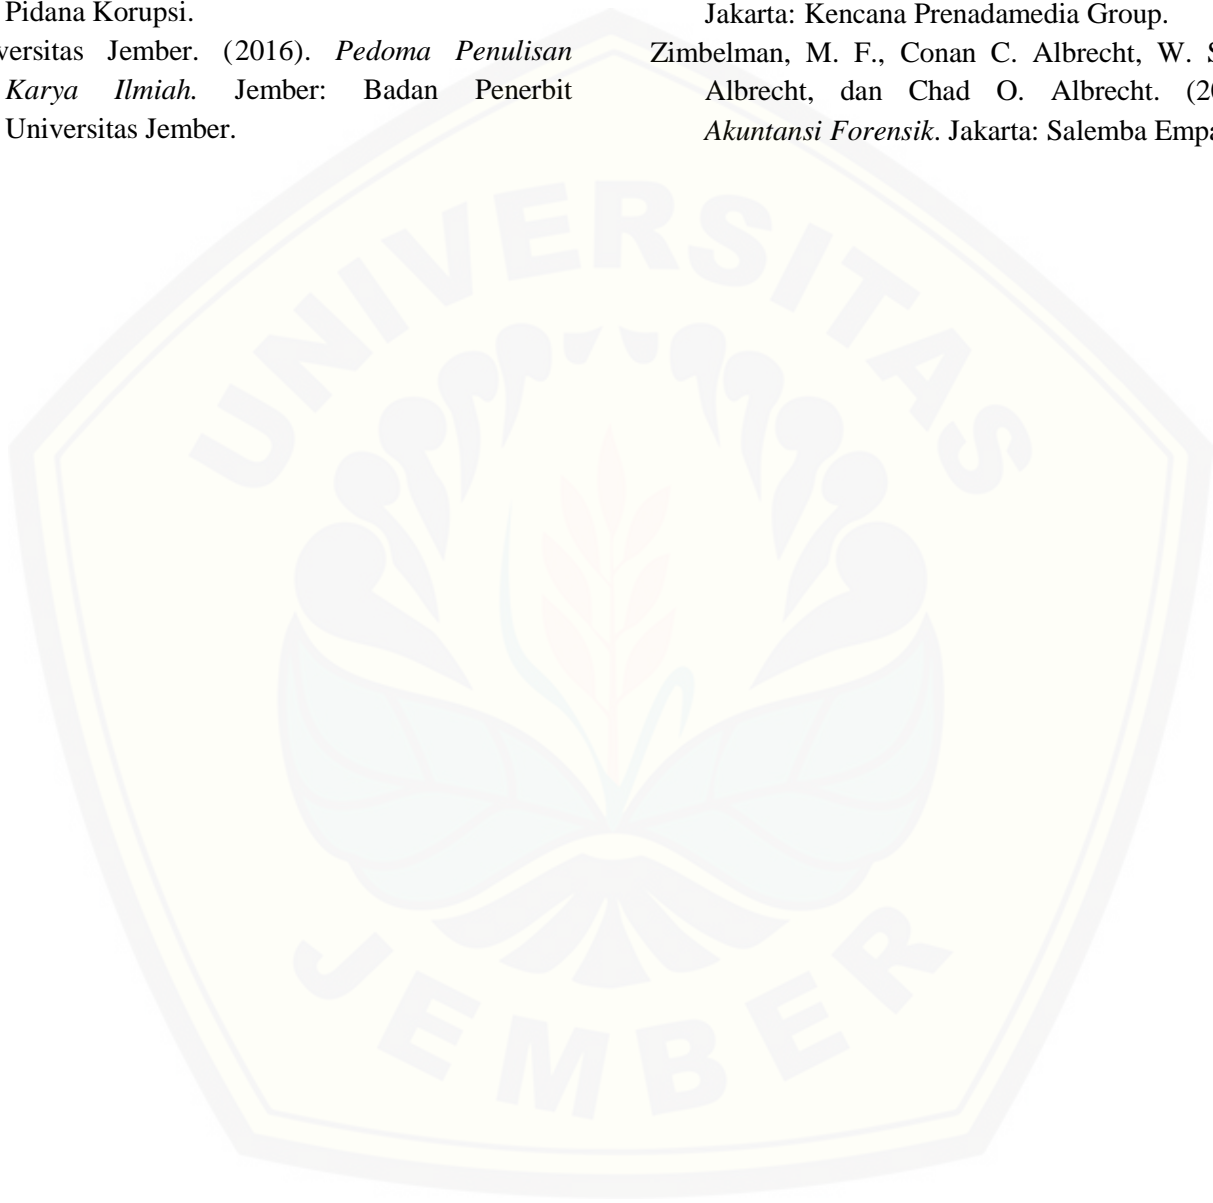 Pidana Korupsi.
versitas Jember. (2016). Pedoma Penulisan
Karya Ilmiah. Jember: Badan Penerbit
Universitas Jember.
Jakarta: Kencana Prenadamedia Group.
Zimbelman, M. F., Conan C. Albrecht, W. S
Albrecht, dan Chad O. Albrecht. (20
Akuntansi Forensik. Jakarta: Salemba Empa
UNIVERSITAS
JEMBER